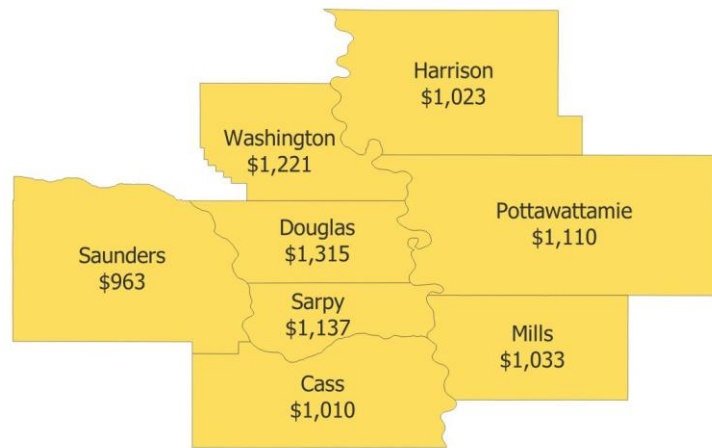 Harrison
$1,023
Washington
$1,221
Pottawattamie
$1,110
Douglas
$1,315
Saunders
$963
Sarpy
$1,137
Mills
$1,033
Cass
$1,010